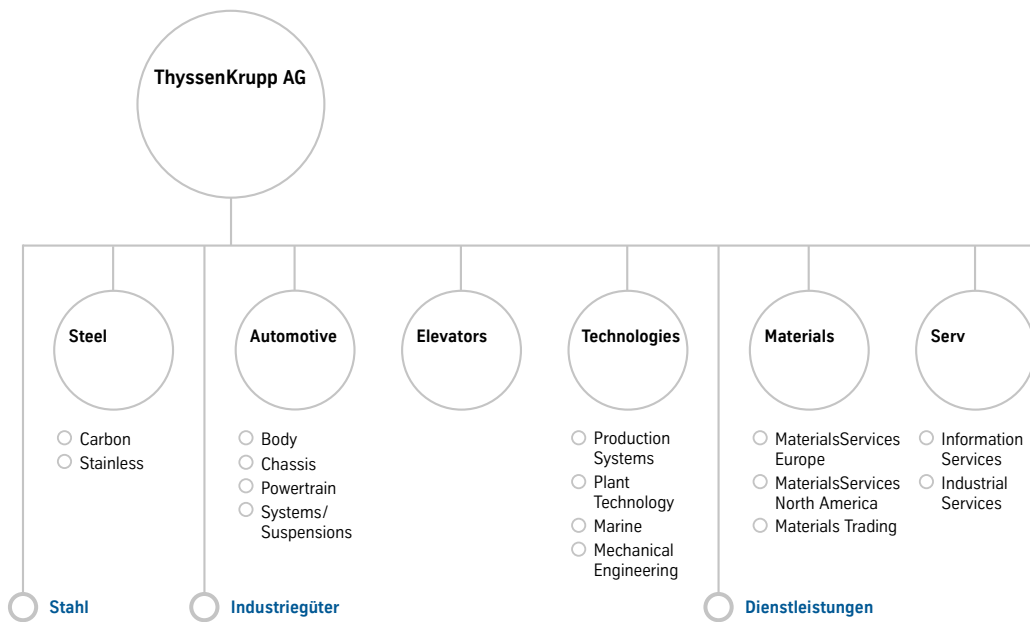 ThyssenKrupp AG
Steel
Automotive
Elevators
Technologies
Materials
Serv
Carbon
Stainless
Body
Chassis
Powertrain
Systems/
Suspensions
Production
Systems
Plant
Technology
Marine
Mechanical
Engineering
MaterialsServices
Europe
MaterialsServices
North America
Materials Trading
Information
Services
Industrial
Services
Stahl
Industriegüter
Dienstleistungen